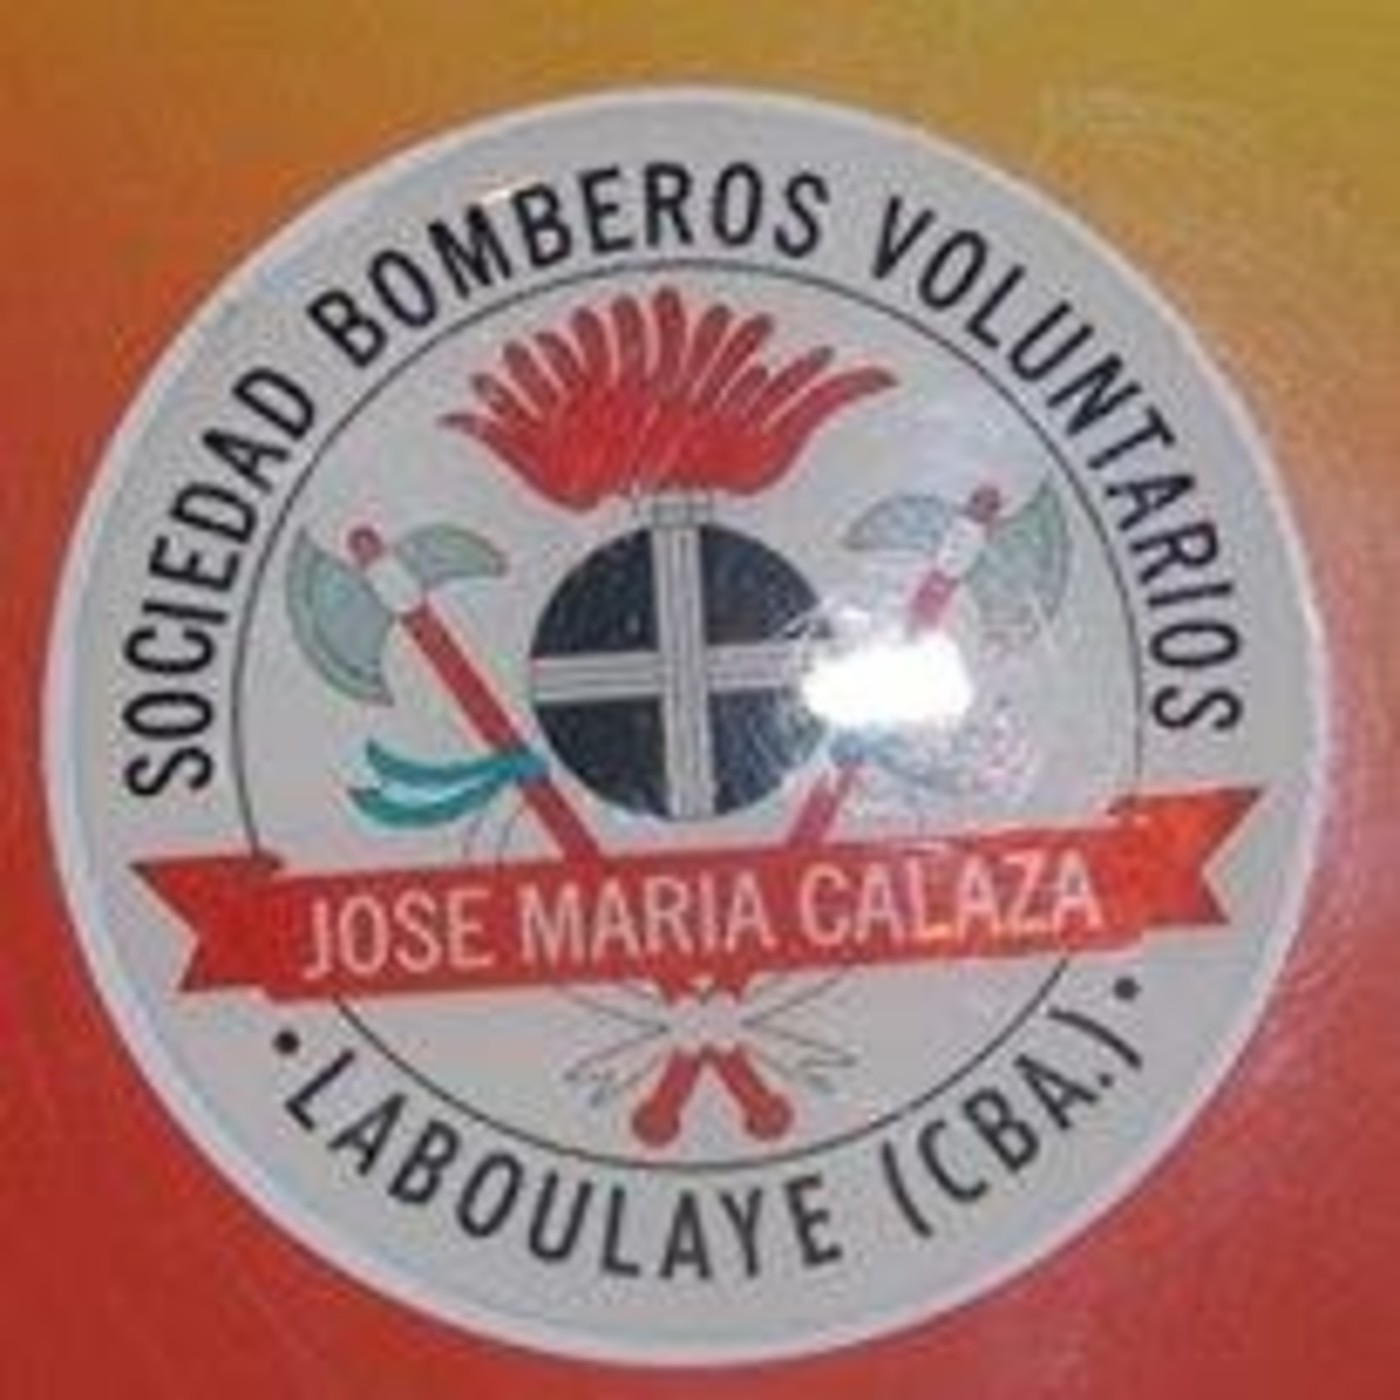 SOCIEDAD BOMBEROS VOLUNTARIOS
JOSE MARIA CALAZA
• LABOULAYE (CBA.) •